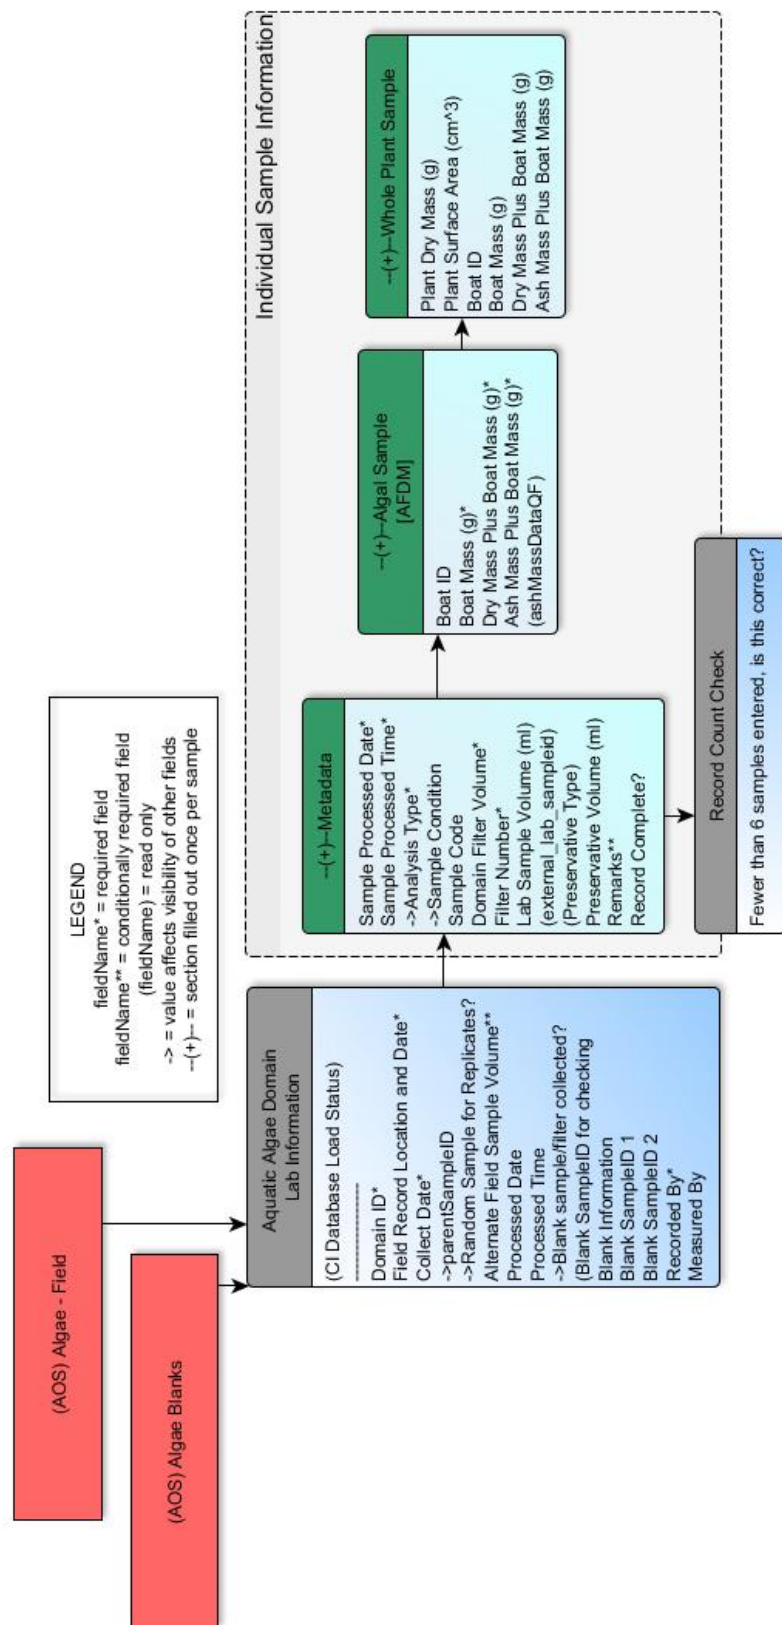 (AOS) Algae - Field
(AOS) Algae Blanks
LEGEND
fieldName* = required field
fieldName** = conditionally required field
(fieldName) = read only
-> = value affects visibility of other fields
--(+)-- = section filled out once per sample
Aquatic Algae Domain
Lab Information
(CI Database Load Status)
--------------------
Domain ID*
Field Record Location and Date*
Collect Date*
->parentSampleID
->Random Sample for Replicates?
Alternate Field Sample Volume**
Processed Date
Processed Time
->Blank sample/filter collected?
(Blank SampleID for checking
Blank Information
Blank SampleID 1
Blank SampleID 2
Recorded By*
Measured By
Individual Sample Information
--(+)--Metadata
Sample Processed Date*
Sample Processed Time*
->Analysis Type*
->Sample Condition
Sample Code
Domain Filter Volume*
Filter Number*
Lab Sample Volume (ml)
(external_lab_sampleid)
(Preservative Type)
Preservative Volume (ml)
Remarks**
Record Complete?
--(+)--Algal Sample
[AFDM]
Boat ID
Boat Mass (g)*
Dry Mass Plus Boat Mass (g)*
Ash Mass Plus Boat Mass (g)*
(ashMassDataQF)
--(+)--Whole Plant Sample
Plant Dry Mass (g)
Plant Surface Area (cm^3)
Boat ID
Boat Mass (g)
Dry Mass Plus Boat Mass (g)
Ash Mass Plus Boat Mass (g)
Record Count Check
Fewer than 6 samples entered, is this correct?